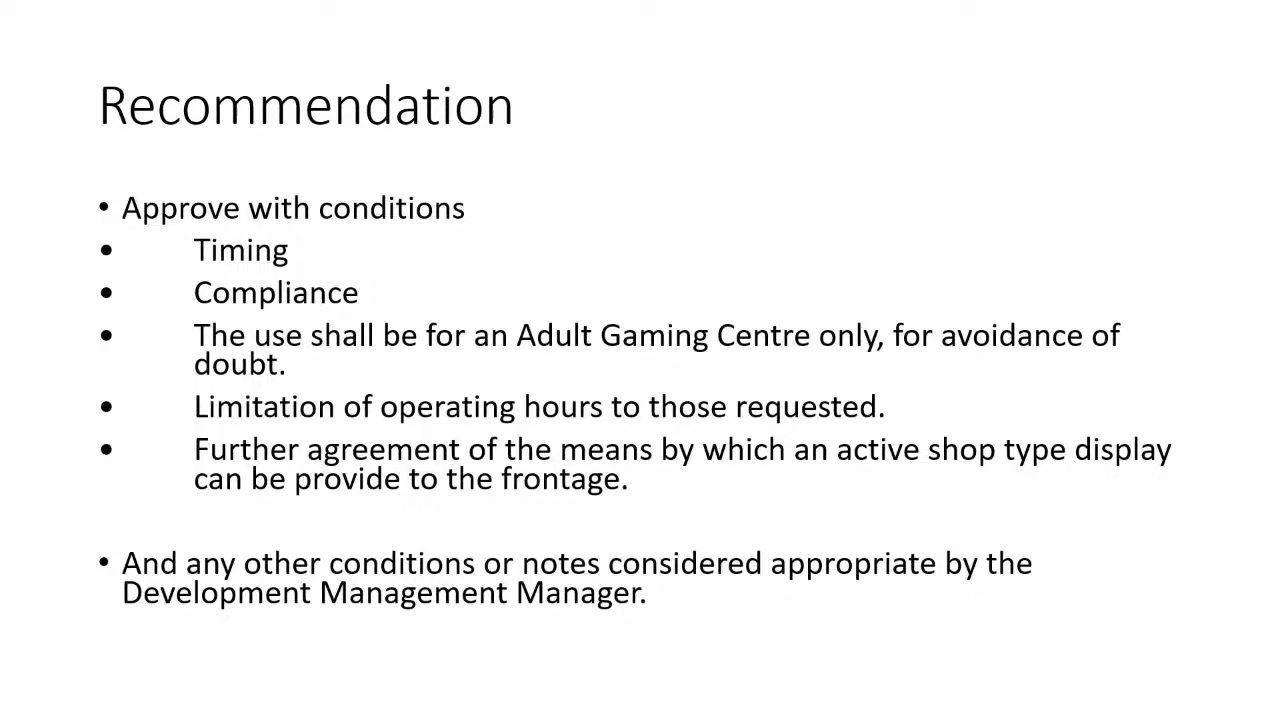 Recommendation
• Approve with conditions
• Timing
• Compliance
• The use shall be for an Adult Gaming Centre only, for avoidance of
doubt.
• Limitation of operating hours to those requested.
• Further agreement of the means by which an active shop type display
can be provide to the frontage.
• And any other conditions or notes considered appropriate by the
Development Management Manager.